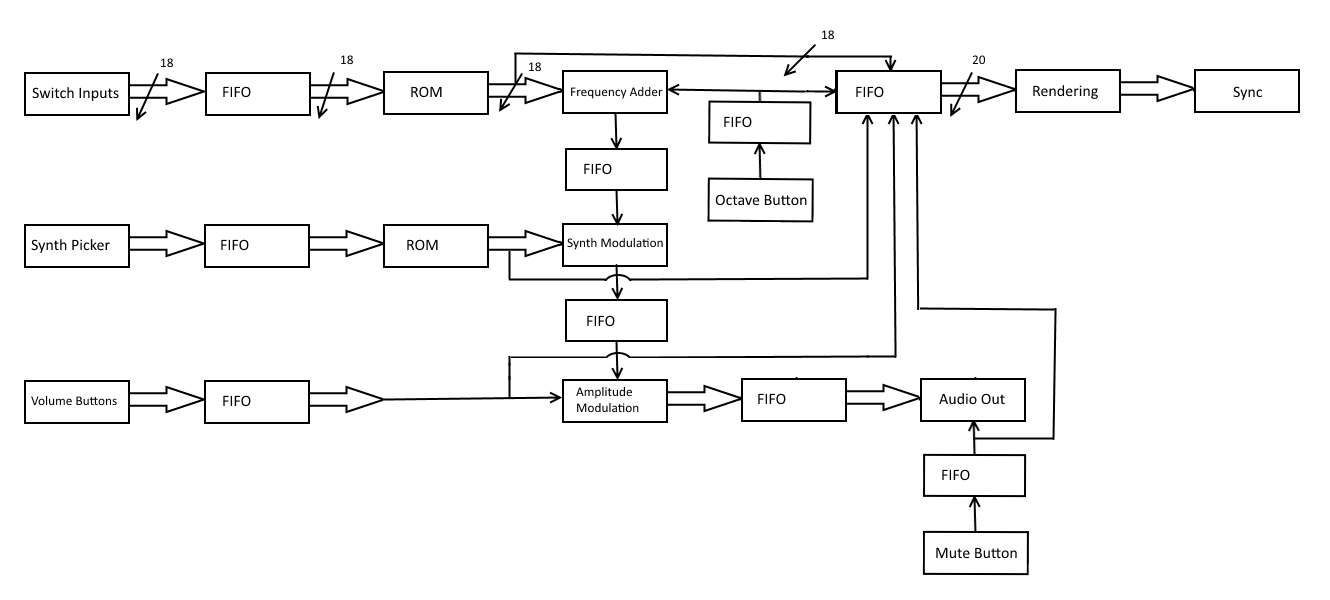 18
18
18
18
20
Switch Inputs
FIFO
ROM
Frequency Adder
FIFO
Rendering
Sync
FIFO
FIFO
Octave Button
Synth Picker
FIFO
ROM
Synth Modulation
FIFO
Volume Buttons
FIFO
Amplitude
Modulation
FIFO
Audio Out
FIFO
Mute Button